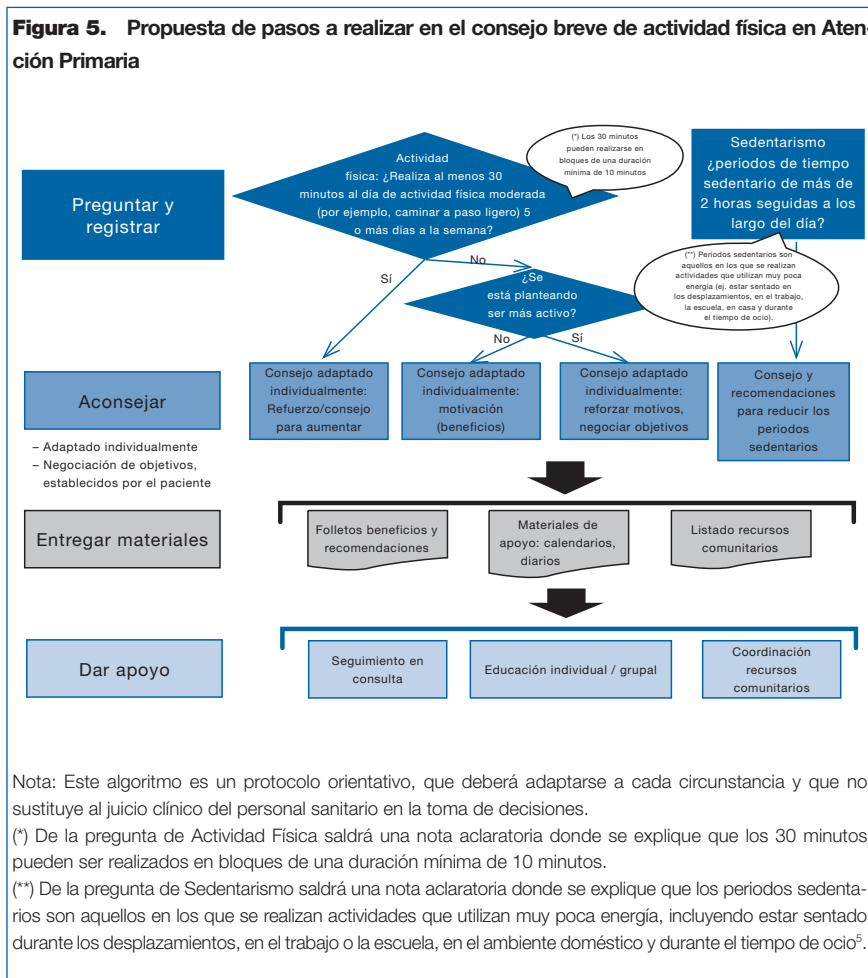 Figura 5. Propuesta de pasos a realizar en el consejo breve de actividad física en Aten-
ción Primaria
Preguntar y
registrar
Actividad
física: ¿Realiza al menos 30
minutos al día de actividad física moderada
(por ejemplo, caminar a paso ligero) 5
o más días a la semana?
(*) Los 30 minutos
pueden realizarse en
bloques de una duración
mínima de 10 minutos
Sedentarismo
¿periodos de tiempo
sedentario de más de
2 horas seguidas a los
largo del día?
(**) Periodos sedentarios son
aquellos en los que se realizan
actividades que utilizan muy poca
energía (ej. estar sentado en
los desplazamientos, en el trabajo,
la escuela, en casa y durante
el tiempo de ocio).
Sí
No
¿Se
está planteando
ser más activo?
No
Sí
Aconsejar
– Adaptado individualmente
– Negociación de objetivos,
establecidos por el paciente
Consejo adaptado
individualmente:
Refuerzo/consejo
para aumentar
Consejo adaptado
individualmente:
motivación
(beneficios)
Consejo adaptado
individualmente:
reforzar motivos,
negociar objetivos
Consejo y
recomendaciones
para reducir los
periodos
sedentarios
Entregar materiales
Folletos beneficios y
recomendaciones
Materiales de
apoyo: calendarios,
diarios
Listado recursos
comunitarios
Dar apoyo
Seguimiento en
consulta
Educación individual / grupal
Coordinación
recursos
comunitarios
Nota: Este algoritmo es un protocolo orientativo, que deberá adaptarse a cada circunstancia y que no
sustituye al juicio clínico del personal sanitario en la toma de decisiones.
(*) De la pregunta de Actividad Física saldrá una nota aclaratoria donde se explique que los 30 minutos
pueden ser realizados en bloques de una duración mínima de 10 minutos.
(**) De la pregunta de Sedentarismo saldrá una nota aclaratoria donde se explique que los periodos sedenta-
rios son aquellos en los que se realizan actividades que utilizan muy poca energía, incluyendo estar sentado
durante los desplazamientos, en el trabajo o la escuela, en el ambiente doméstico y durante el tiempo de ocio⁵.